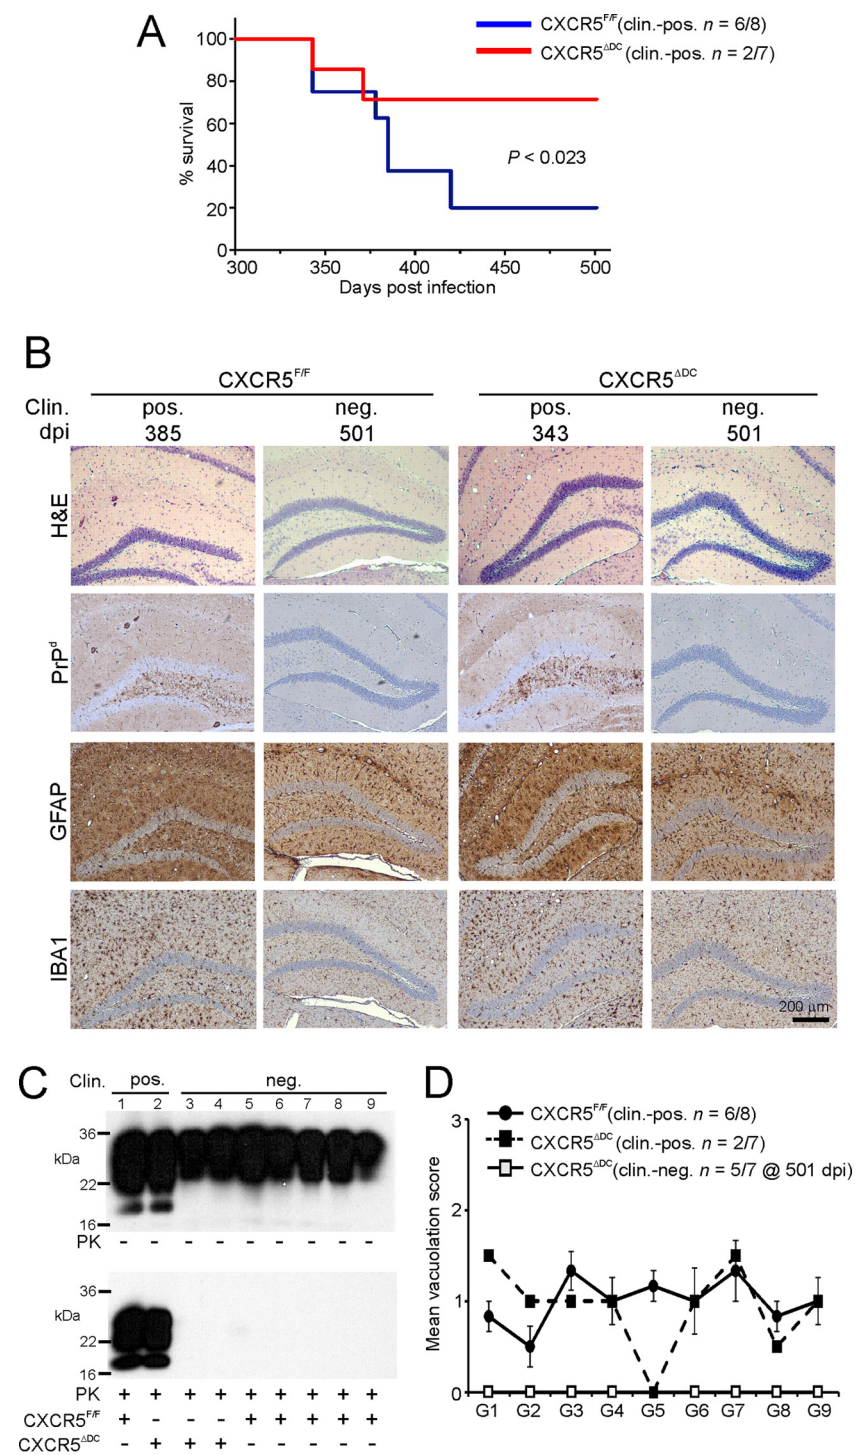 A
CXCR5F/F (clin.-pos. n = 6/8)
CXCR5ΔDC (clin.-pos. n = 2/7)
100
80
60
40
20
0
% survival
P < 0.023
300 350 400 450 500
Days post infection
B
CXCR5F/F CXCR5ΔDC
Clin. pos. neg. pos. neg.
dpi 385 501 343 501
H&E
PrPd
GFAP
IBA1
200 μm
C
Clin. pos. neg.
1 2 3 4 5 6 7 8 9
36
kDa
22
16
PK - - - - - - - - -
36
kDa
22
16
PK + + + + + + + + +
CXCR5F/F + - - - + + + + +
CXCR5ΔDC - + + + - - - - -
D
CXCR5F/F (clin.-pos. n = 6/8)
CXCR5ΔDC (clin.-pos. n = 2/7)
CXCR5ΔDC (clin.-neg. n = 5/7 @ 501 dpi)
3
2
1
0
Mean vacuolation score
G1 G2 G3 G4 G5 G6 G7 G8 G9